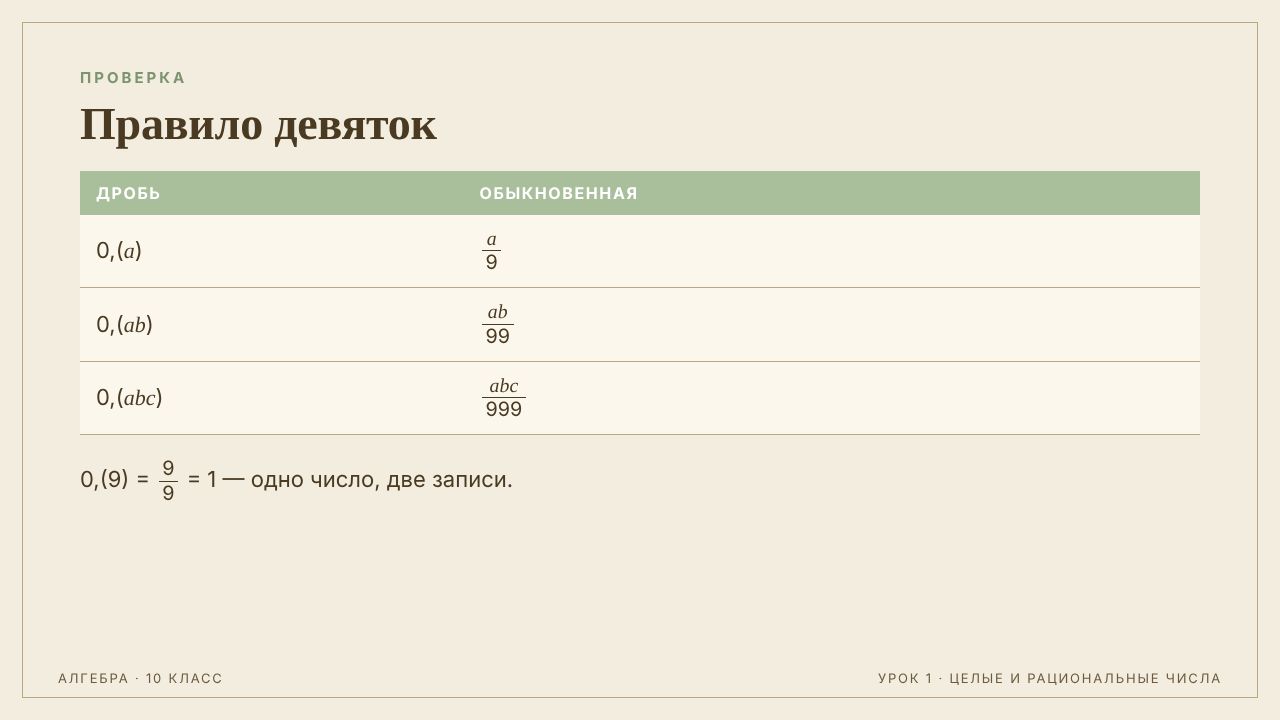 ПРОВЕРКА
Правило девяток
ДРОБЬ ОБЫКНОВЕННАЯ
0,(a) a/9
0,(ab) ab/99
0,(abc) abc/999
0,(9) = 9/9 = 1 — одно число, две записи.
АЛГЕБРА · 10 КЛАСС УРОК 1 · ЦЕЛЫЕ И РАЦИОНАЛЬНЫЕ ЧИСЛА